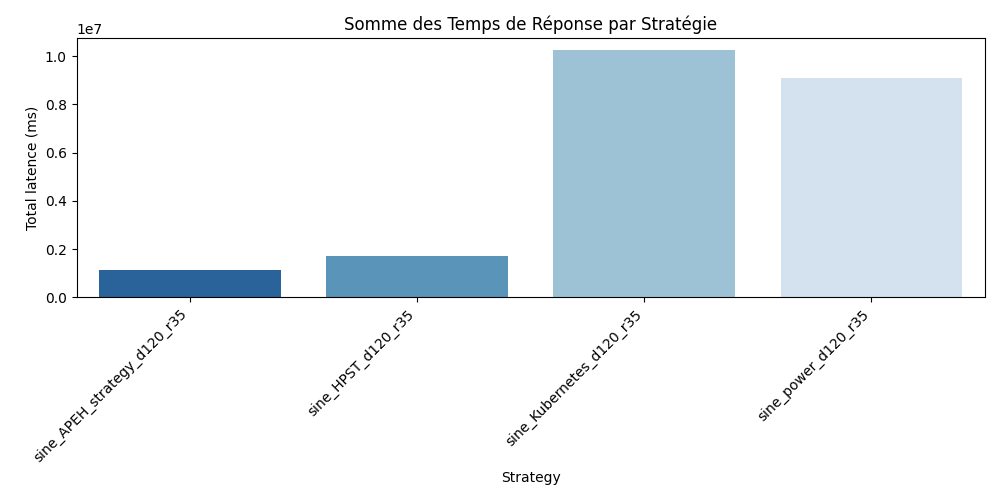 Somme des Temps de Réponse par Stratégie
1e7
Total latence (ms)
1.0
0.8
0.6
0.4
0.2
0.0
sine_APEH_strategy_d120_r35
sine_HPST_d120_r35
sine_Kubernetes_d120_r35
sine_power_d120_r35
Strategy